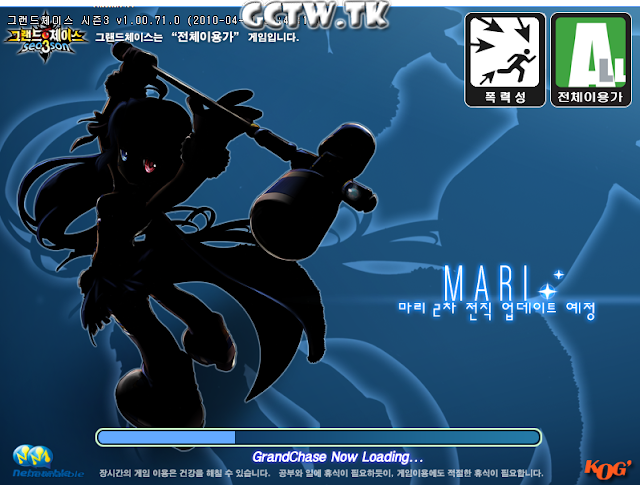 GCTW.TK
그랜드체이스 시즌3 v1.00.71.0 (2010-04-
그랜드체이스 Seo3son 그랜드체이스는 "전체이용가" 게임입니다.
폭력성
ALL
전체이용가
MARI
마리 2차 전직 업데이트 예정
GrandChase Now Loading...
netmarble
장시간의 게임 이용은 건강을 해칠 수 있습니다. 공부와 일에 휴식이 필요하듯이, 게임이용에도 적절한 휴식이 필요합니다.
KOG